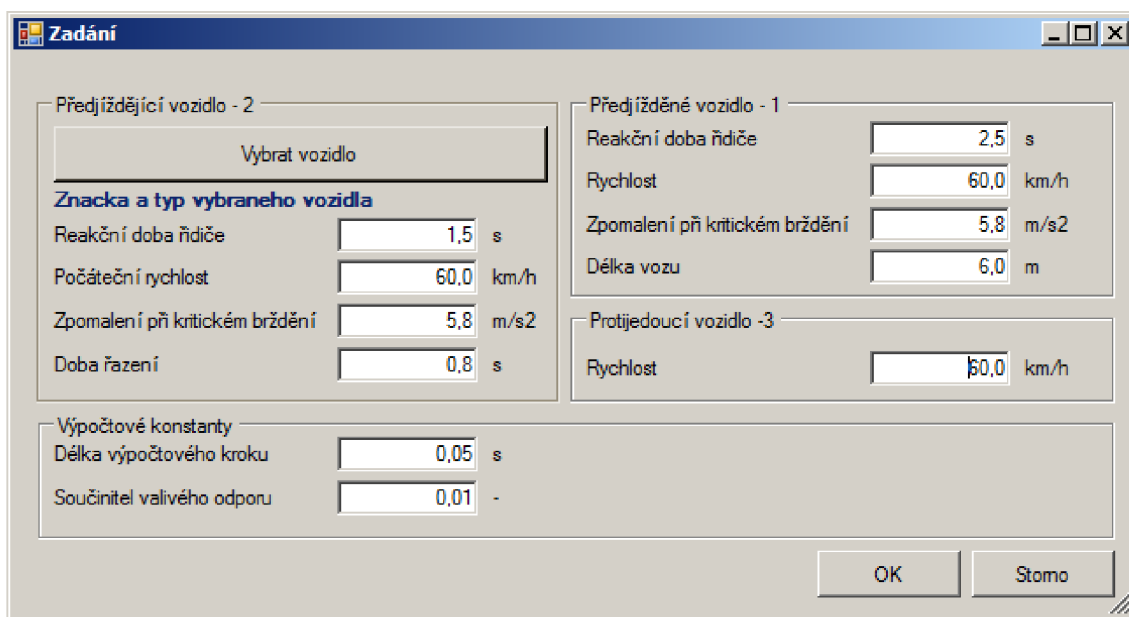 Zadání
Předjíždějící vozidlo - 2
Vybrat vozidlo
Znacka a typ vybraneho vozidla
Reakční doba řidiče 1,5 s
Počáteční rychlost 60,0 km/h
Zpomalení při kritickém brždění 5,8 m/s2
Doba řazení 0,8 s
Předjížděné vozidlo - 1
Reakční doba řidiče 2,5 s
Rychlost 60,0 km/h
Zpomalení při kritickém brždění 5,8 m/s2
Délka vozu 6,0 m
Protijedoucí vozidlo -3
Rychlost 60,0 km/h
Výpočtové konstanty
Délka výpočtového kroku 0,05 s
Součinitel valivého odporu 0,01 -
OK Storno